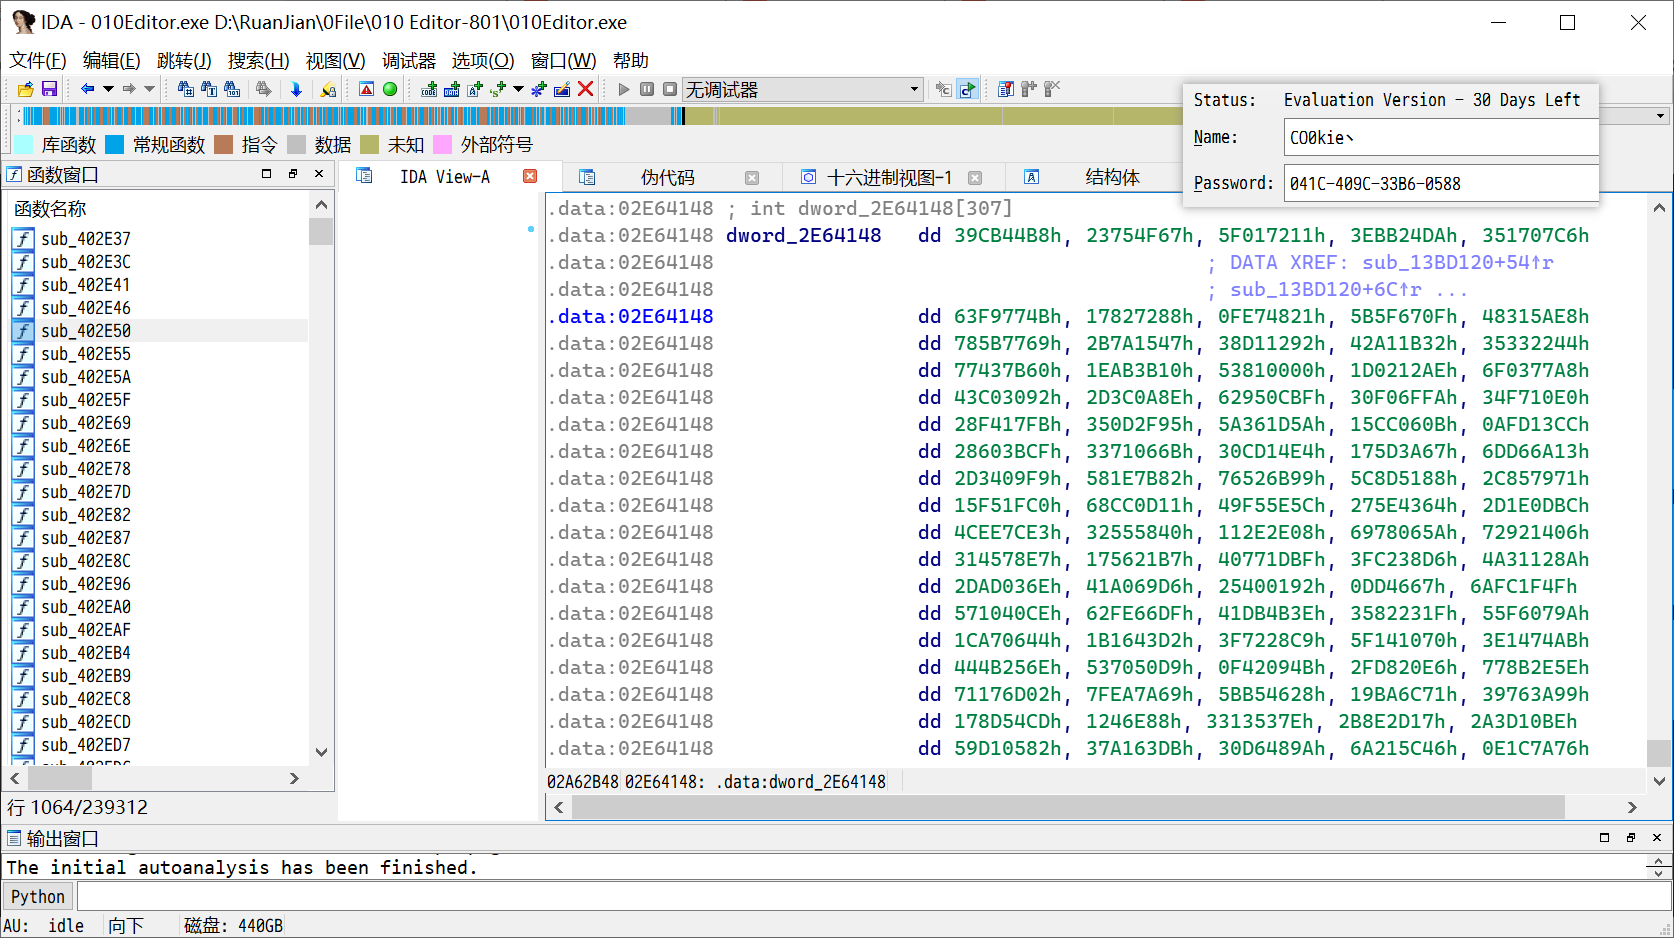 IDA - 010Editor.exe D:\RuanJian\0File\010 Editor-801\010Editor.exe
文件(F) 编辑(E) 跳转(J) 搜索(H) 视图(V) 调试器 选项(O) 窗口(W) 帮助
无调试器
Status: Evaluation Version - 30 Days Left
Name: CO0kie丶
Password: 041C-409C-33B6-0588
库函数 常规函数 指令 数据 未知 外部符号
函数窗口
IDA View-A 伪代码 十六进制视图-1 结构体
函数名称
sub_402E37
sub_402E3C
sub_402E41
sub_402E46
sub_402E50
sub_402E55
sub_402E5A
sub_402E5F
sub_402E69
sub_402E6E
sub_402E78
sub_402E7D
sub_402E82
sub_402E87
sub_402E8C
sub_402E96
sub_402EA0
sub_402EAF
sub_402EB4
sub_402EB9
sub_402EC8
sub_402ECD
sub_402ED7
行 1064/239312
.data:02E64148 ; int dword_2E64148[307]
.data:02E64148 dword_2E64148 dd 39CB44B8h, 23754F67h, 5F017211h, 3EBB24DAh, 351707C6h
.data:02E64148 ; DATA XREF: sub_13BD120+54↑r
.data:02E64148 ; sub_13BD120+6C↑r ...
.data:02E64148 dd 63F9774Bh, 17827288h, 0FE74821h, 5B5F670Fh, 48315AE8h
.data:02E64148 dd 785B7769h, 2B7A1547h, 38D11292h, 42A11B32h, 35332244h
.data:02E64148 dd 77437B60h, 1EAB3B10h, 53810000h, 1D0212AEh, 6F0377A8h
.data:02E64148 dd 43C03092h, 2D3C0A8Eh, 62950CBFh, 30F06FFAh, 34F710E0h
.data:02E64148 dd 28F417FBh, 350D2F95h, 5A361D5Ah, 15CC060Bh, 0AFD13CCh
.data:02E64148 dd 28603BCFh, 3371066Bh, 30CD14E4h, 175D3A67h, 6DD66A13h
.data:02E64148 dd 2D3409F9h, 581E7B82h, 76526B99h, 5C8D5188h, 2C857971h
.data:02E64148 dd 15F51FC0h, 68CC0D11h, 49F55E5Ch, 275E4364h, 2D1E0DBCh
.data:02E64148 dd 4CEE7CE3h, 32555840h, 112E2E08h, 6978065Ah, 72921406h
.data:02E64148 dd 314578E7h, 175621B7h, 40771DBFh, 3FC238D6h, 4A31128Ah
.data:02E64148 dd 2DAD036Eh, 41A069D6h, 25400192h, 0DD4667h, 6AFC1F4Fh
.data:02E64148 dd 571040CEh, 62FE66DFh, 41DB4B3Eh, 3582231Fh, 55F6079Ah
.data:02E64148 dd 1CA70644h, 1B1643D2h, 3F7228C9h, 5F141070h, 3E1474ABh
.data:02E64148 dd 444B256Eh, 537050D9h, 0F42094Bh, 2FD820E6h, 778B2E5Eh
.data:02E64148 dd 71176D02h, 7FEA7A69h, 5BB54628h, 19BA6C71h, 39763A99h
.data:02E64148 dd 178D54CDh, 1246E88h, 3313537Eh, 2B8E2D17h, 2A3D10BEh
.data:02E64148 dd 59D10582h, 37A163DBh, 30D6489Ah, 6A215C46h, 0E1C7A76h
02A62B48 02E64148: .data:dword_2E64148
输出窗口
The initial autoanalysis has been finished.
Python
AU: idle 向下 磁盘: 440GB